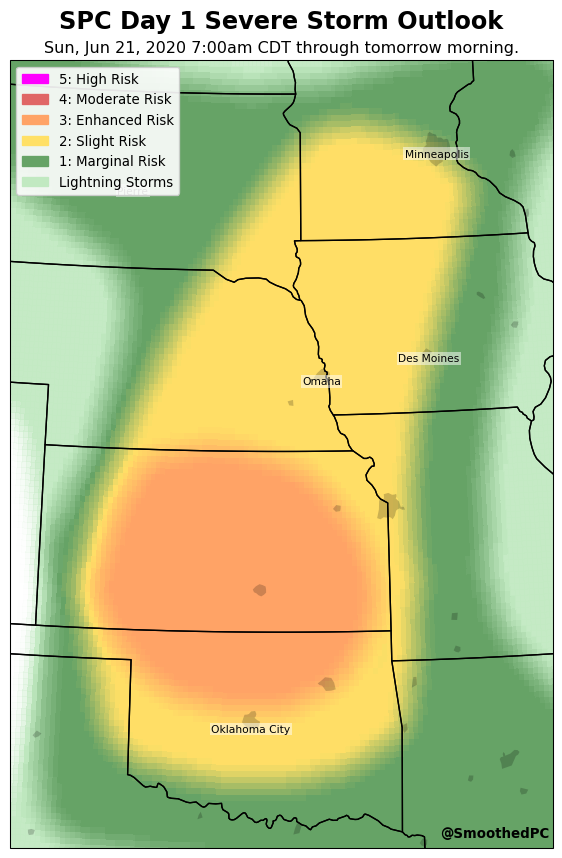 SPC Day 1 Severe Storm Outlook
Sun, Jun 21, 2020 7:00am CDT through tomorrow morning.
5: High Risk
4: Moderate Risk
3: Enhanced Risk
2: Slight Risk
1: Marginal Risk
Lightning Storms
Minneapolis
Des Moines
Omaha
Oklahoma City
@SmoothedPC